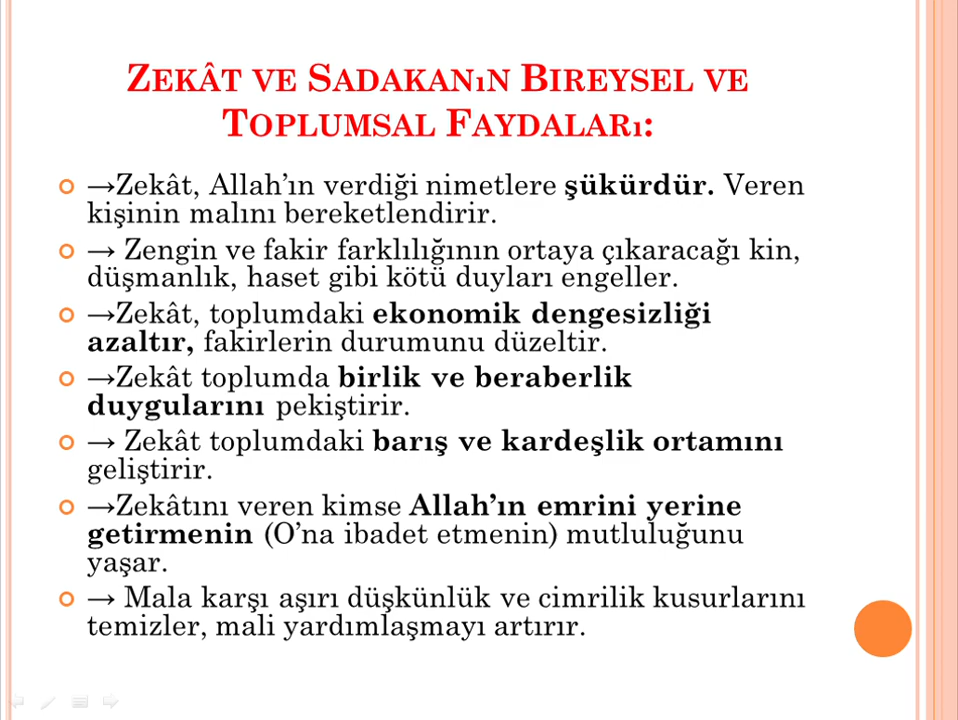 ZEKÂT VE SADAKANıN BIREYSEL VE
TOPLUMSAL FAYDALARı:
→Zekât, Allah’ın verdiği nimetlere şükürdür. Veren
kişinin malını bereketlendirir.
→ Zengin ve fakir farklılığının ortaya çıkaracağı kin,
düşmanlık, haset gibi kötü duyları engeller.
→Zekât, toplumdaki ekonomik dengesizliği
azaltır, fakirlerin durumunu düzeltir.
→Zekât toplumda birlik ve beraberlik
duygularını pekiştirir.
→ Zekât toplumdaki barış ve kardeşlik ortamını
geliştirir.
→Zekâtını veren kimse Allah’ın emrini yerine
getirmenin (O’na ibadet etmenin) mutluluğunu
yaşar.
→ Mala karşı aşırı düşkünlük ve cimrilik kusurlarını
temizler, mali yardımlaşmayı artırır.